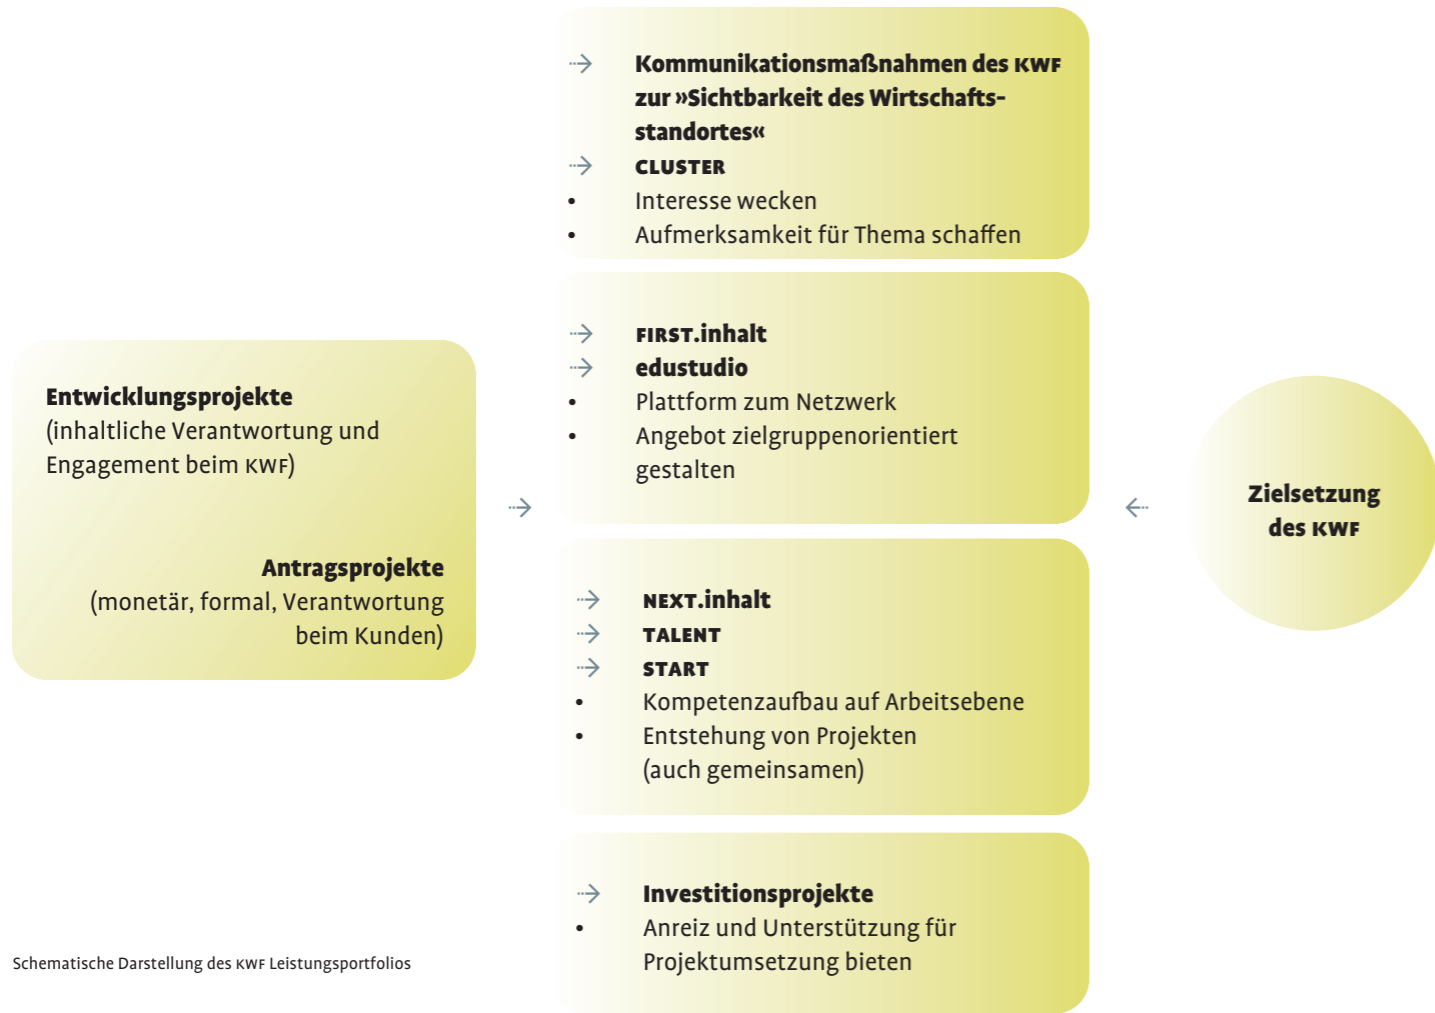 Entwicklungsprojekte
(inhaltliche Verantwortung und
Engagement beim KWF)
Antragsprojekte
(monetär, formal, Verantwortung
beim Kunden)
Kommunikationsmaßnahmen des KWF
zur »Sichtbarkeit des Wirtschafts-
standortes«
CLUSTER
• Interesse wecken
• Aufmerksamkeit für Thema schaffen
FIRST.inhalt
edustudio
• Plattform zum Netzwerk
• Angebot zielgruppenorientiert
gestalten
NEXT.inhalt
TALENT
START
• Kompetenzaufbau auf Arbeitsebene
• Entstehung von Projekten
(auch gemeinsamen)
Investitionsprojekte
• Anreiz und Unterstützung für
Projektumsetzung bieten
Zielsetzung
des KWF
Schematische Darstellung des KWF Leistungsportfolios